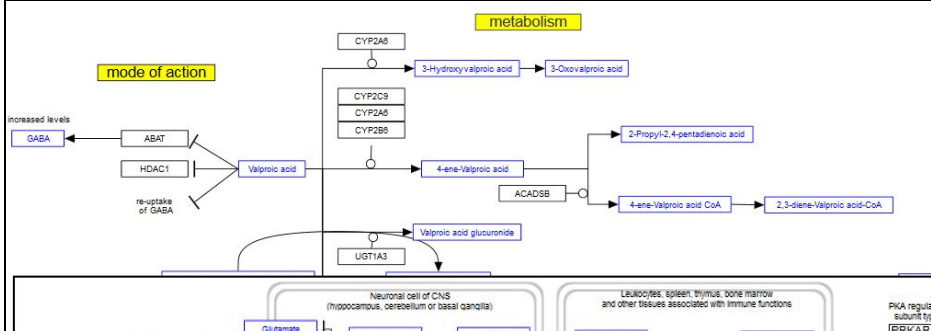 metabolism
CYP2A6
mode of action
3-Hydroxyvalproic acid
3-Oxovalproic acid
CYP2C9
CYP2A6
CYP2B6
increased levels
GABA
ABAT
2-Propyl-2,4-pentadienoic acid
HDAC1
Valproic acid
4-ene-Valproic acid
ACADSB
re-uptake
of GABA
4-ene-Valproic acid CoA
2,3-diene-Valproic acid-CoA
Valproic acid glucuronide
UGT1A3
Neuronal cell of CNS
(hyppocampus, cerebellum or basal ganglia)
Leukocytes, spleen, thymus, bone marrow
and other tissues associated with immune functions
PKA regula
subunit ty
Glutamate